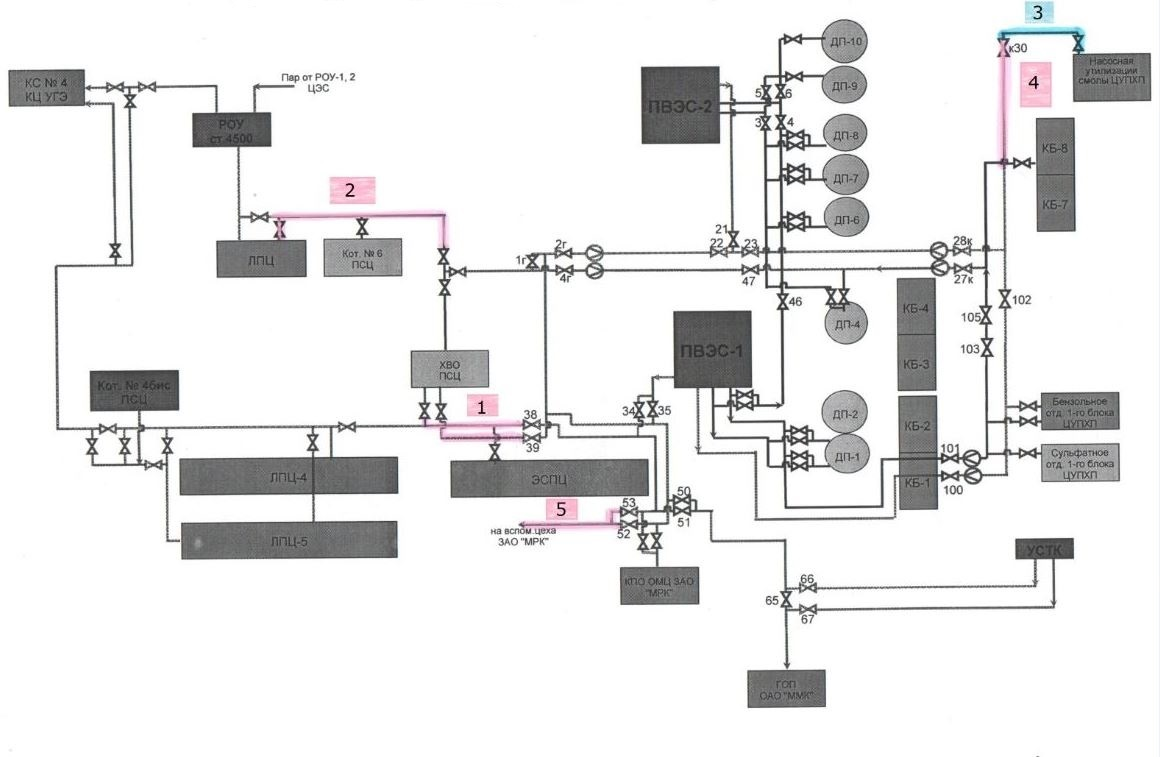 3
ДП-10
к30
Насосная
утилизации
смолы ЦУПХП
КС № 4
КЦ УГЭ
Пар от РОУ-1, 2
ЦЭС
4
ПВЭС-2
5
6
ДП-9
РОУ
ст 4500
3
4
ДП-8
КБ-8
ДП-7
2
КБ-7
ДП-6
21
ЛПЦ
Кот. № 6
ПСЦ
1г
2г
22
23
28к
4г
47
27к
46
102
КБ-4
105
ДП-4
ПВЭС-1
103
КБ-3
ХВО
ПСЦ
Кот. № 4бис
ПСЦ
1
38
34
35
ДП-2
Бензольное
отд. 1-го блока
ЦУПХП
КБ-2
39
ДП-1
101
Сульфатное
отд. 1-го блока
ЦУПХП
ЛПЦ-4
ЭСПЦ
КБ-1
100
5
53
50
52
51
на вспом.цеха
ЗАО "МРК"
ЛПЦ-5
УСТК
КПО ОМЦ ЗАО
"МРК"
66
65
67
ГОП
ОАО "ММК"